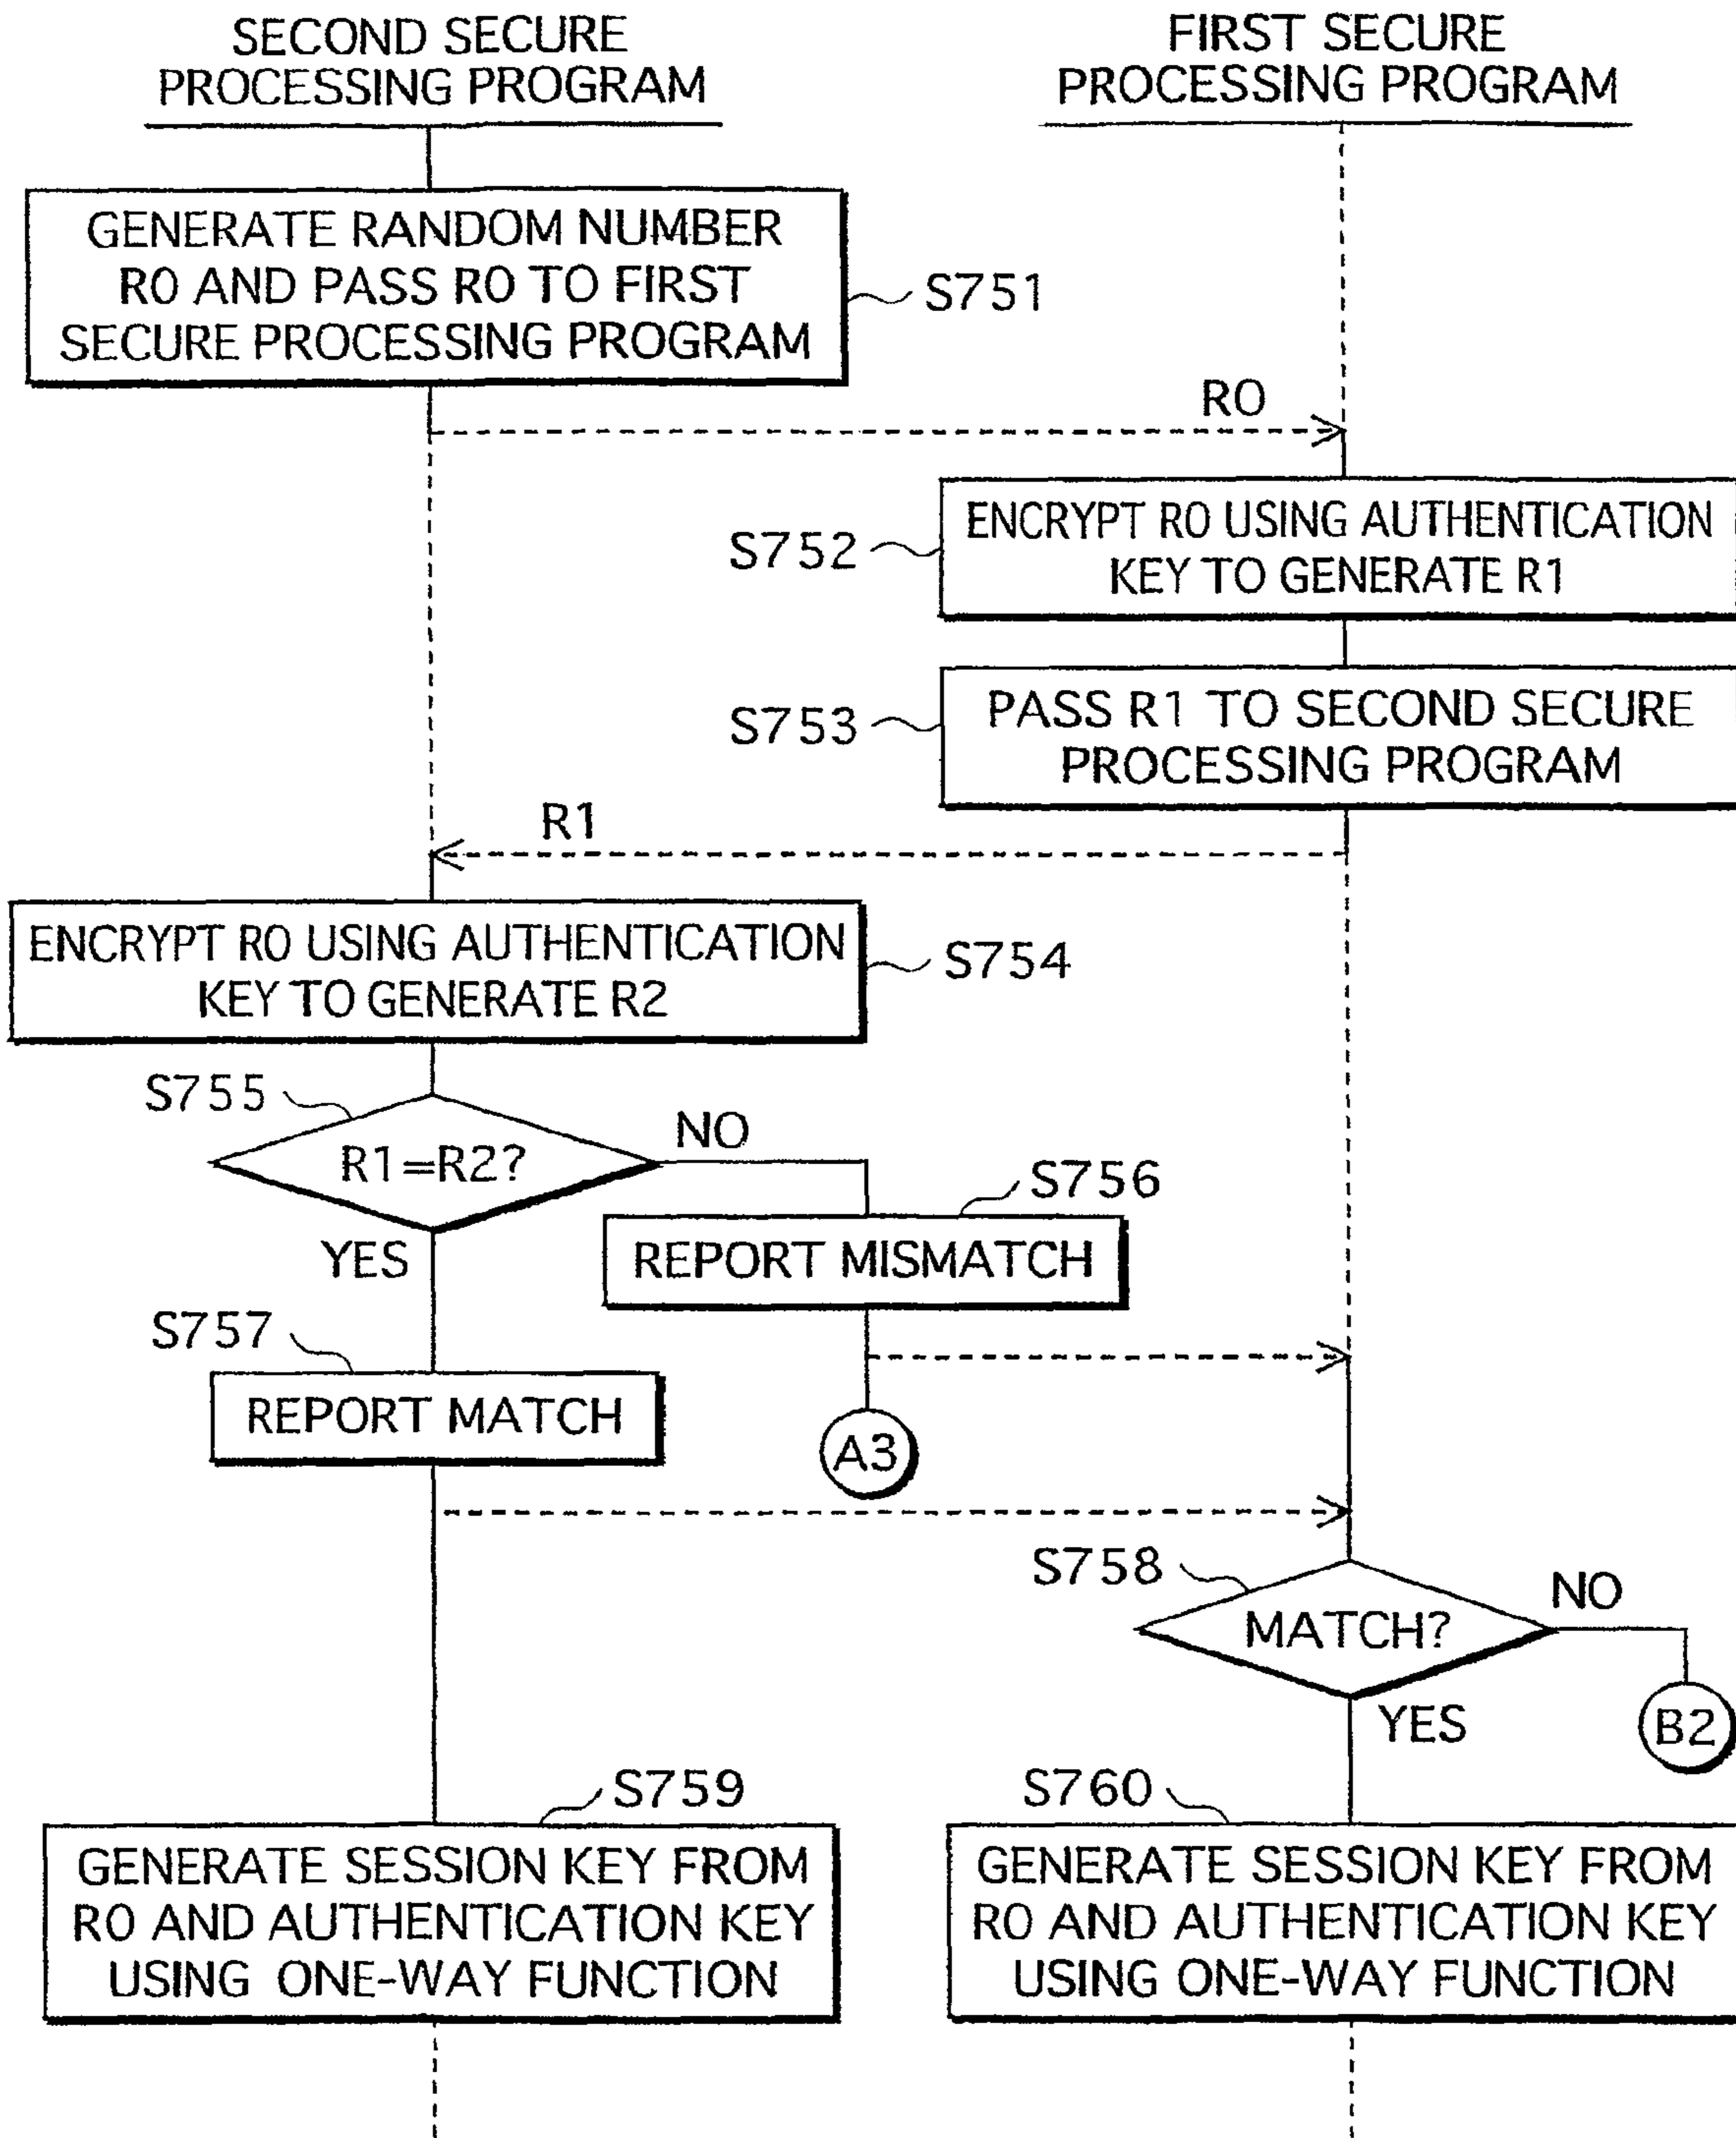 SECOND SECURE
PROCESSING PROGRAM
FIRST SECURE
PROCESSING PROGRAM
GENERATE RANDOM NUMBER
R0 AND PASS R0 TO FIRST
SECURE PROCESSING PROGRAM
S751
R0
S752
ENCRYPT R0 USING AUTHENTICATION
KEY TO GENERATE R1
S753
PASS R1 TO SECOND SECURE
PROCESSING PROGRAM
R1
ENCRYPT R0 USING AUTHENTICATION
KEY TO GENERATE R2
S754
S755
R1=R2?
NO
YES
S756
REPORT MISMATCH
S757
REPORT MATCH
A3
S758
MATCH?
NO
YES
B2
S759
GENERATE SESSION KEY FROM
R0 AND AUTHENTICATION KEY
USING ONE-WAY FUNCTION
S760
GENERATE SESSION KEY FROM
R0 AND AUTHENTICATION KEY
USING ONE-WAY FUNCTION